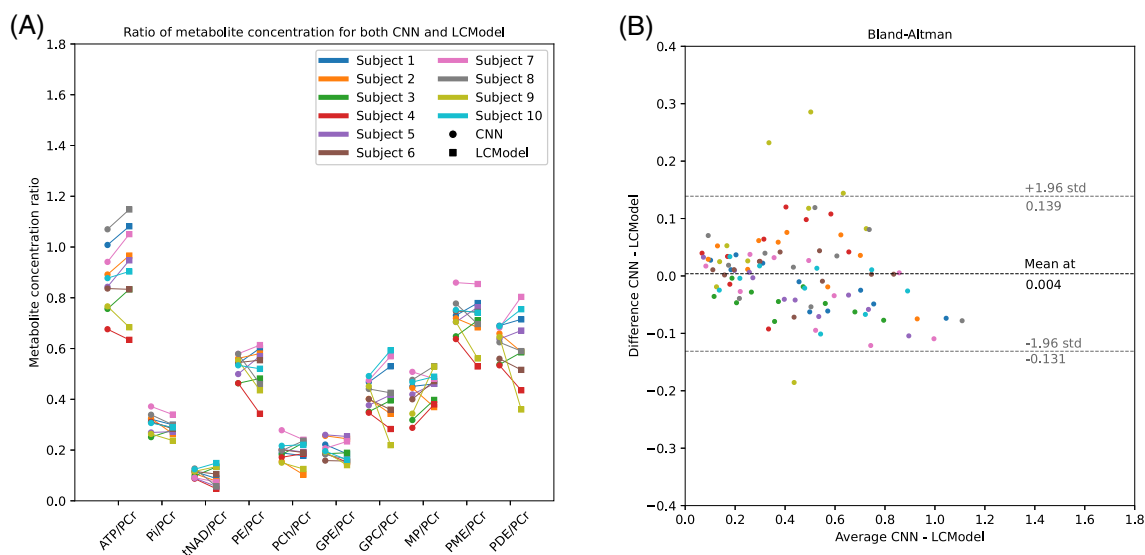 (A)
Ratio of metabolite concentration for both CNN and LCModel
Metabolite concentration ratio
1.8
1.6
1.4
1.2
1.0
0.8
0.6
0.4
0.2
0.0
Subject 1
Subject 2
Subject 3
Subject 4
Subject 5
Subject 6
Subject 7
Subject 8
Subject 9
Subject 10
CNN
LCModel
ATP/PCr
Pi/PCr
tNAD/PCr
PE/PCr
PCh/PCr
GPE/PCr
GPC/PCr
MP/PCr
PME/PCr
PDE/PCr
(B)
Bland-Altman
Difference CNN - LCModel
0.4
0.3
0.2
0.1
0.0
−0.1
−0.2
−0.3
−0.4
+1.96 std
0.139
Mean at
0.004
-1.96 std
-0.131
0.0 0.2 0.4 0.6 0.8 1.0 1.2 1.4 1.6 1.8
Average CNN - LCModel